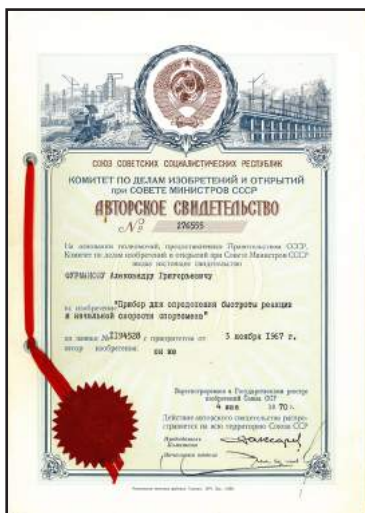 СОЮЗ СОВЕТСКИХ СОЦИАЛИСТИЧЕСКИХ РЕСПУБЛИК
КОМИТЕТ ПО ДЕЛАМ ИЗОБРЕТЕНИЙ И ОТКРЫТИЙ
при СОВЕТЕ МИНИСТРОВ СССР
АВТОРСКОЕ СВИДЕТЕЛЬСТВО
№ 276555
На основании полномочий, предоставленных Правительством СССР,
Комитет по делам изобретений и открытий при Совете Министров СССР
выдал настоящее свидетельство
ФУРМАНОВУ Александру Григорьевичу
на изобретение: "Прибор для определения быстроты реакции
и начальной скорости спортсмена"
по заявке № 1194528 с приоритетом от 3 ноября 1967 г.
автор изобретения: он же
Зарегистрировано в Государственном реестре
изобретений Союза ССР
4 мая 1970 г.
Действие авторского свидетельства распро-
страняется на всю территорию Союза ССР
Председатель
Комитета
Начальник отдела